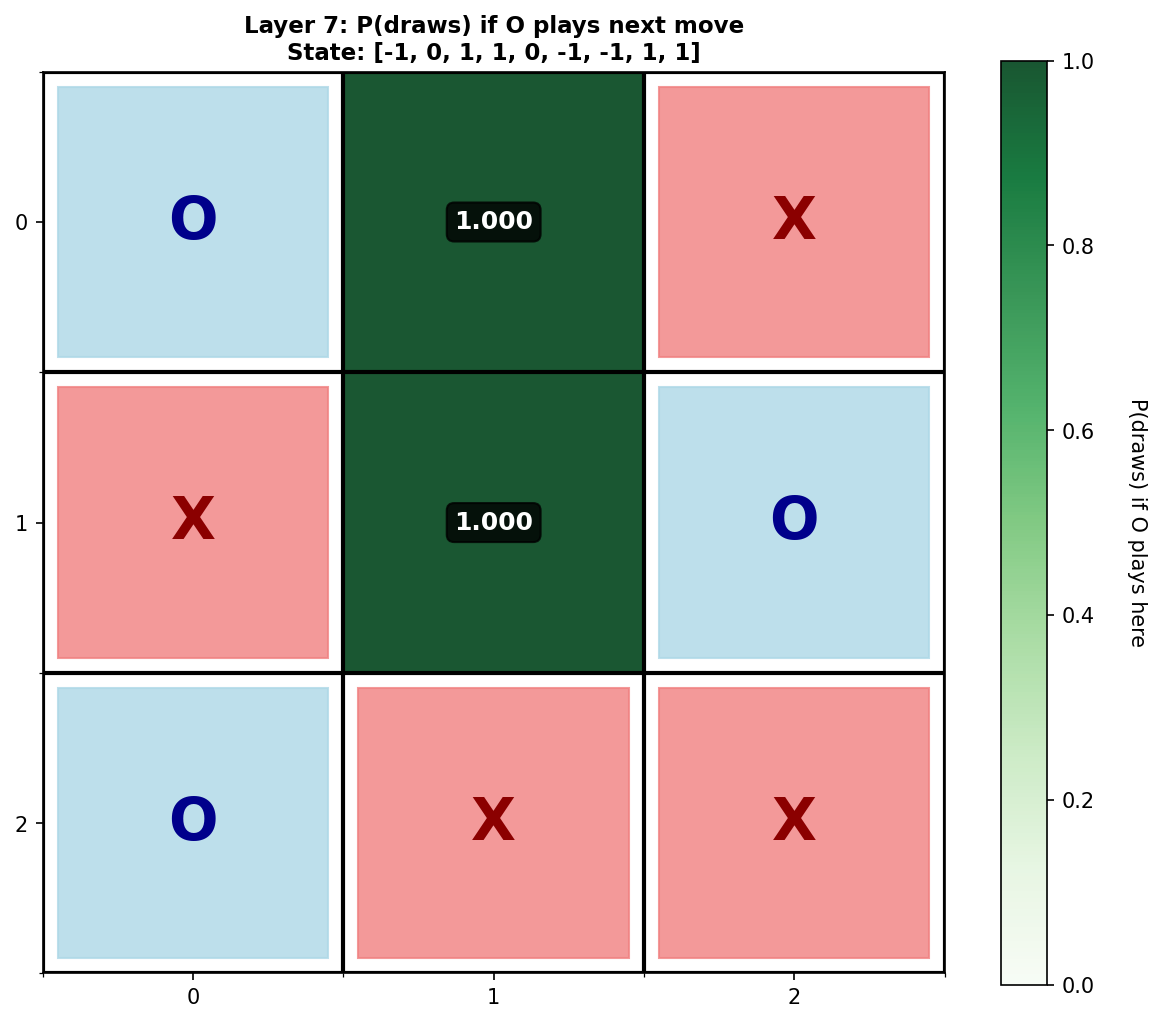 Layer 7: P(draws) if O plays next move
State: [-1, 0, 1, 1, 0, -1, -1, 1, 1]
0
O
1.000
X
1
X
1.000
O
2
O
X
X
0
1
2
1.0
0.8
0.6
0.4
0.2
0.0
P(draws) if O plays here